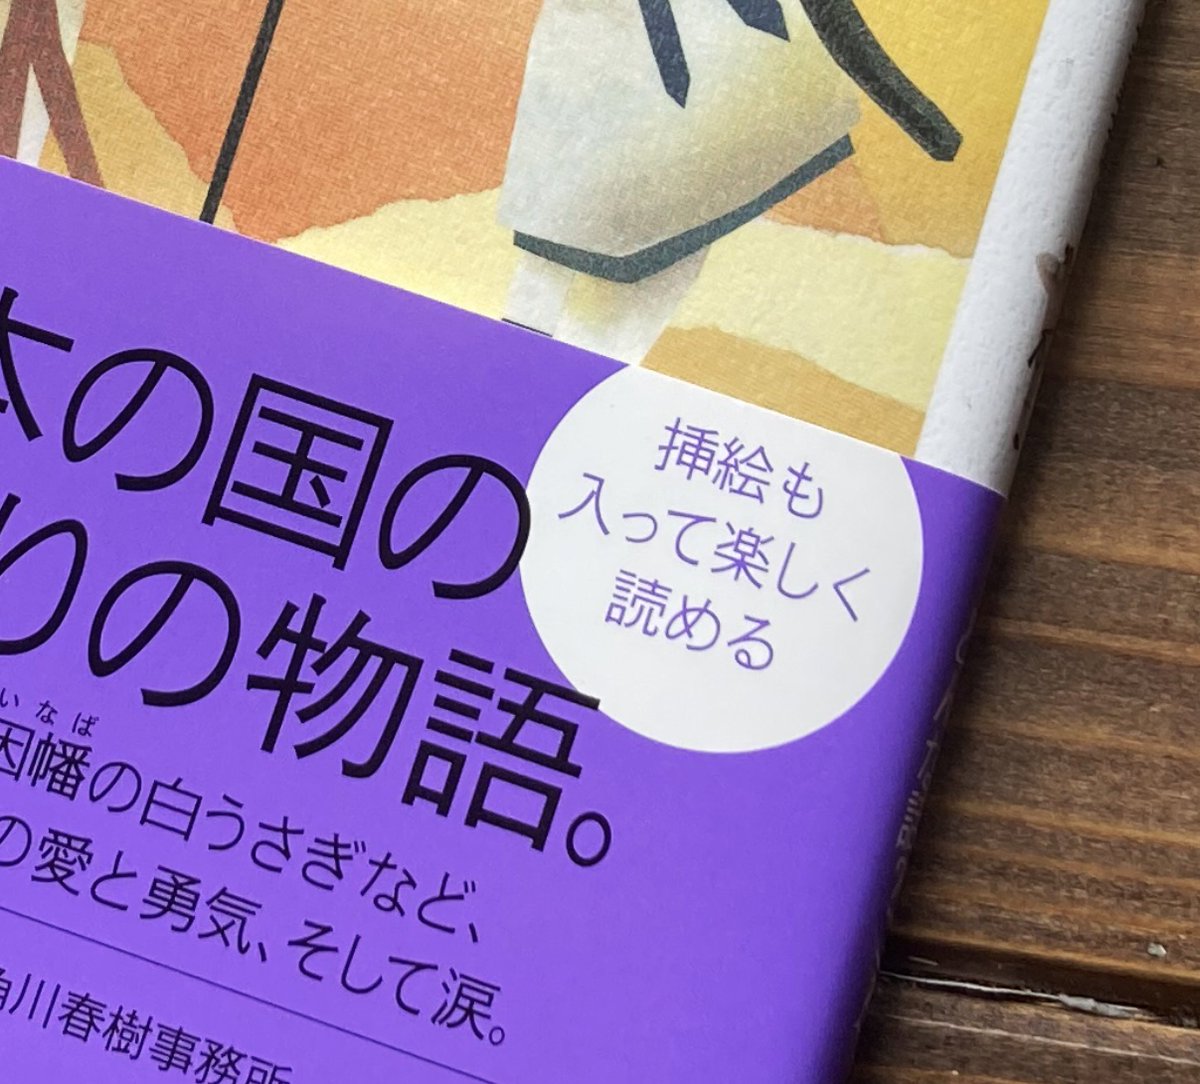 本の国の
りの物語。
挿絵も
入って楽しく
読める
いなば
因幡の白うさぎなど、
の愛と勇気、そして涙。
角川春樹事務所